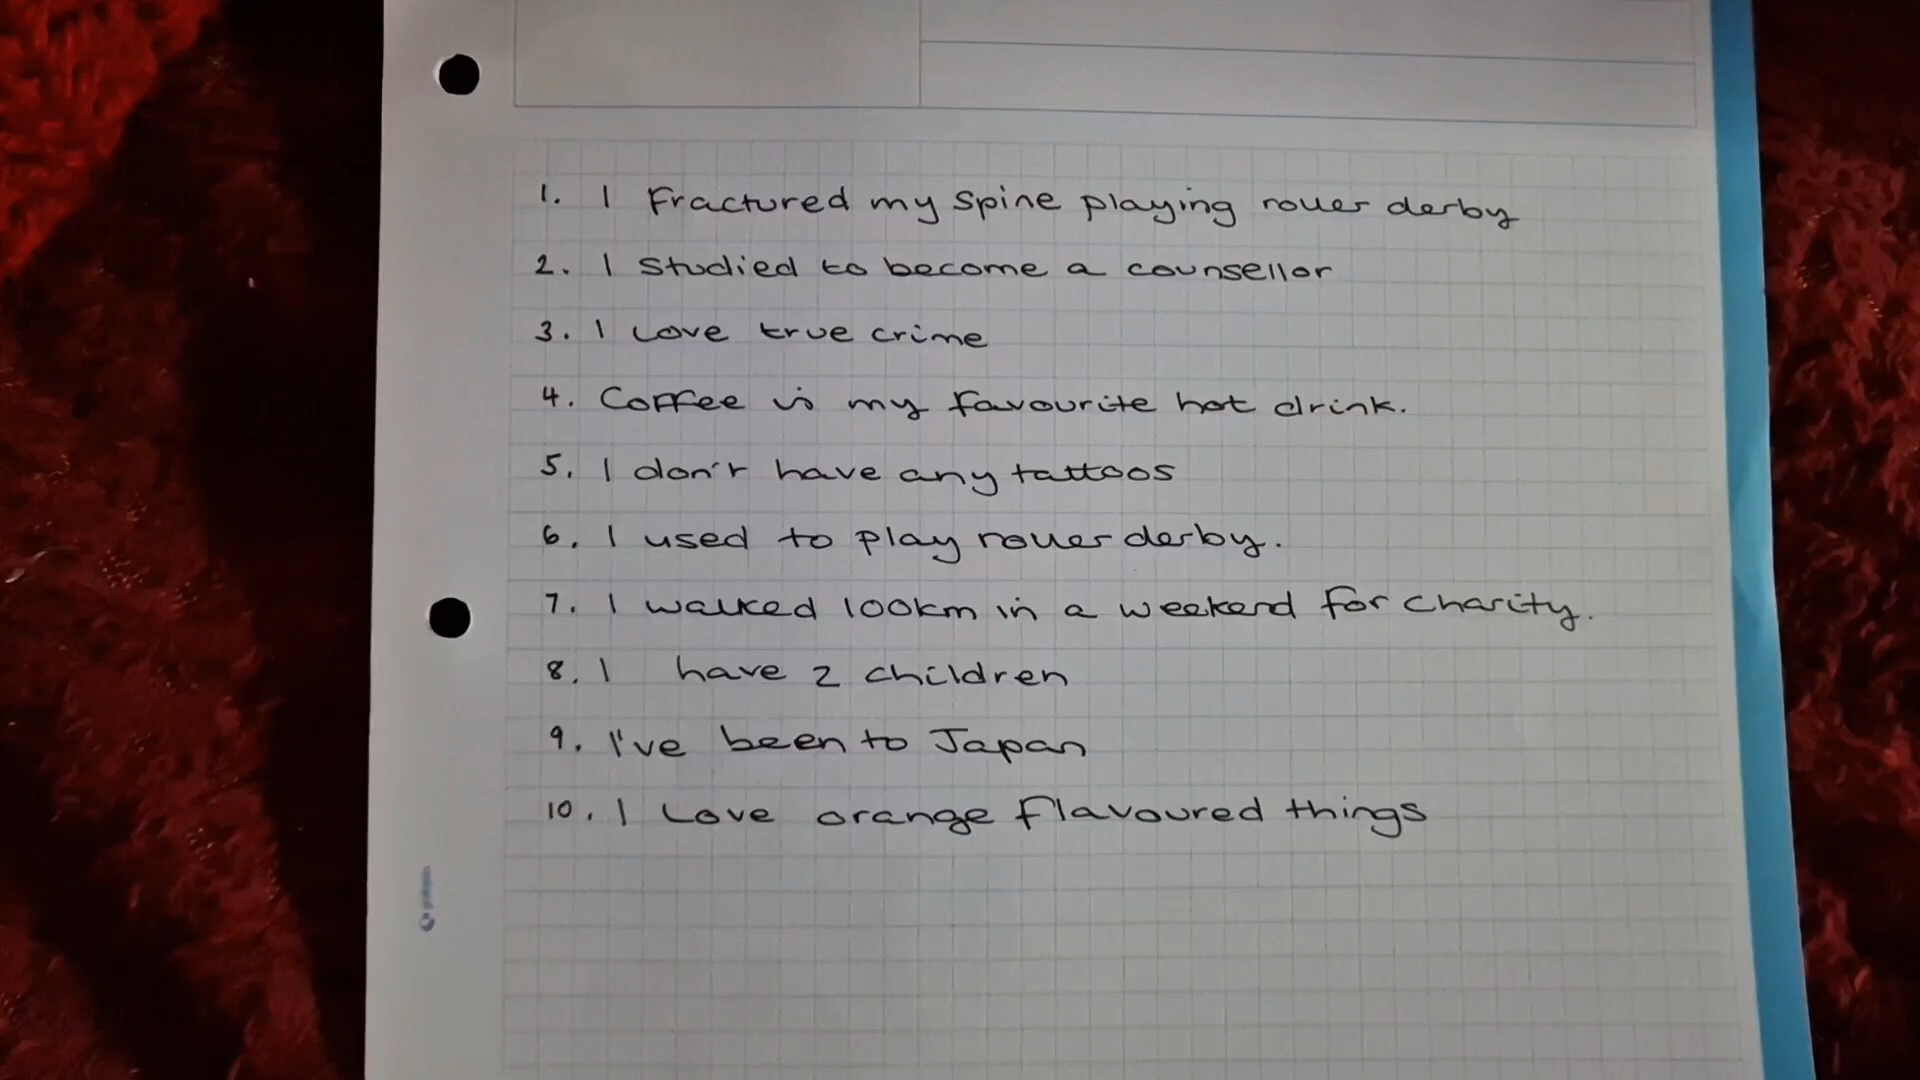 1. I Fractured my spine playing roller derby
2. I studied to become a counsellor
3. I love true crime
4. Coffee is my favourite hot drink.
5. I don't have any tattoos
6. I used to play roller derby.
7. I walked 100km in a weekend for charity.
8. I have 2 children
9. I've been to Japan
10. I love orange flavoured things